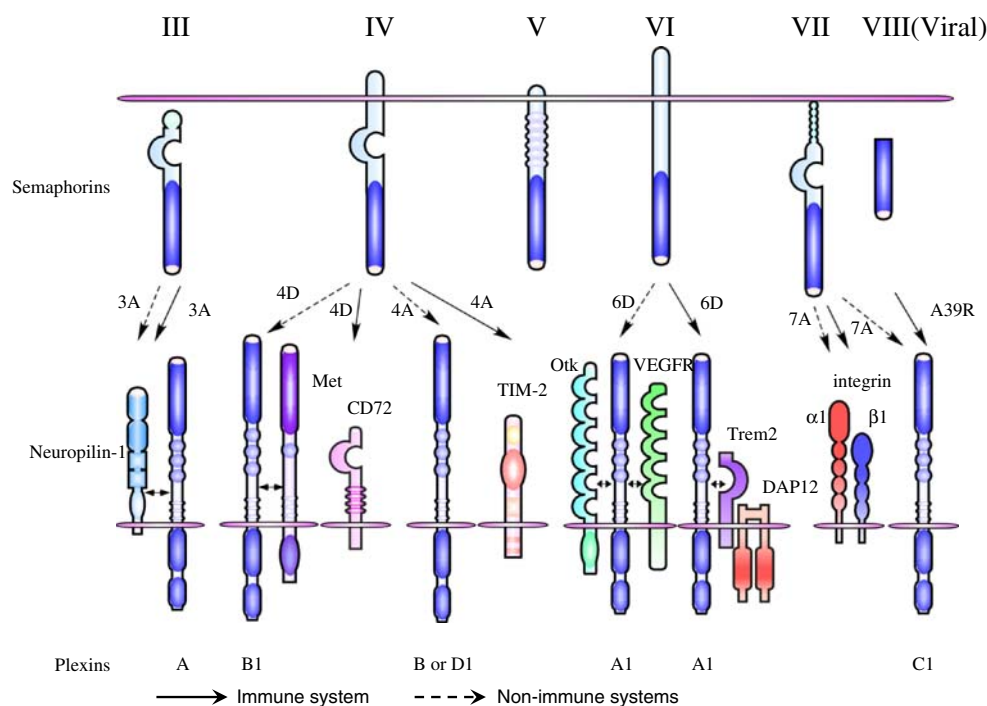 III IV V VI VII VIII(Viral)
Semaphorins
3A 3A 4D 4D 4A 4A 6D 6D 7A 7A A39R
Met
CD72
TIM-2
Otk
VEGFR
integrin
Neuropilin-1
Trem2
α1 β1
DAP12
Plexins A B1 B or D1 A1 A1 C1
Immune system Non-immune systems